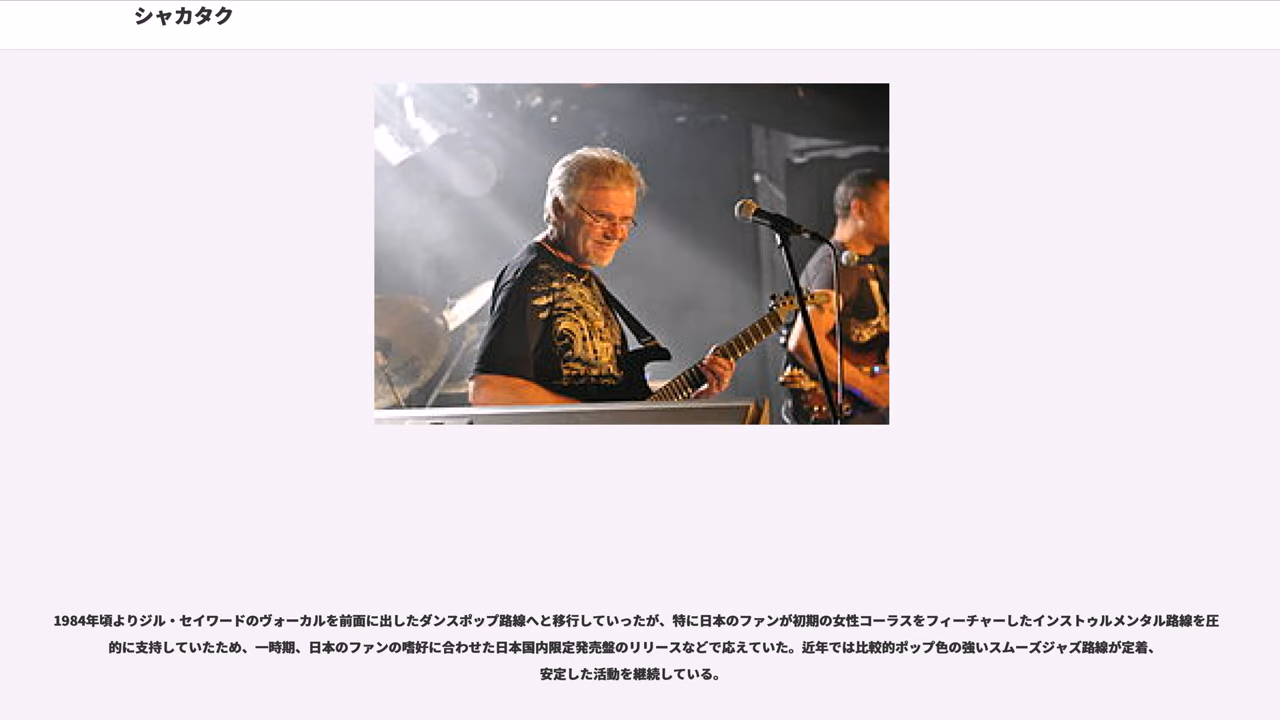 シャカタク
1984年頃よりジル・セイワードのヴォーカルを前面に出したダンスポップ路線へと移行していったが、特に日本のファンが初期の女性コーラスをフィーチャーしたインストゥルメンタル路線を圧
的に支持していたため、一時期、日本のファンの嗜好に合わせた日本国内限定発売盤のリリースなどで応えていた。近年では比較的ポップ色の強いスムーズジャズ路線が定着、
安定した活動を継続している。